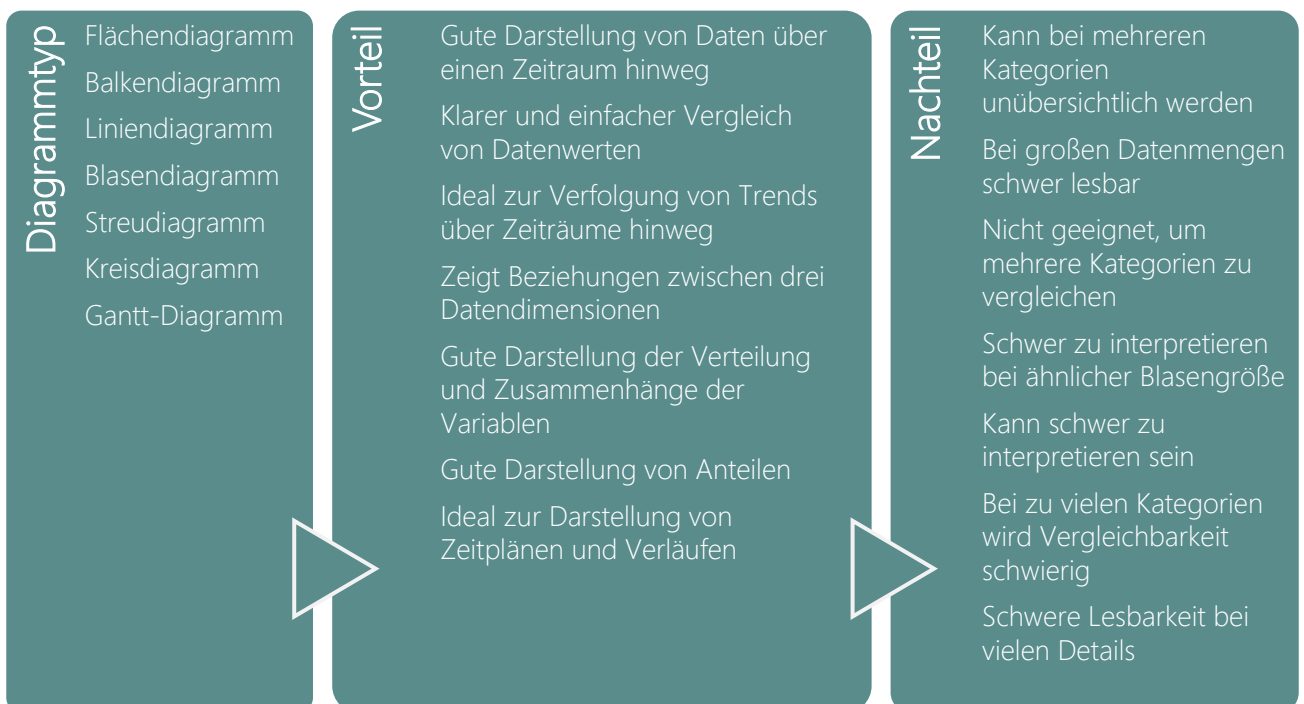 Diagrammtyp
Flächendiagramm
Balkendiagramm
Liniendiagramm
Blasendiagramm
Streudiagramm
Kreisdiagramm
Gantt-Diagramm
Vorteil
Gute Darstellung von Daten über
einen Zeitraum hinweg
Klarer und einfacher Vergleich
von Datenwerten
Ideal zur Verfolgung von Trends
über Zeiträume hinweg
Zeigt Beziehungen zwischen drei
Datendimensionen
Gute Darstellung der Verteilung
und Zusammenhänge der
Variablen
Gute Darstellung von Anteilen
Ideal zur Darstellung von
Zeitplänen und Verläufen
Nachteil
Kann bei mehreren
Kategorien
unübersichtlich werden
Bei großen Datenmengen
schwer lesbar
Nicht geeignet, um
mehrere Kategorien zu
vergleichen
Schwer zu interpretieren
bei ähnlicher Blasengröße
Kann schwer zu
interpretieren sein
Bei zu vielen Kategorien
wird Vergleichbarkeit
schwierig
Schwere Lesbarkeit bei
vielen Details